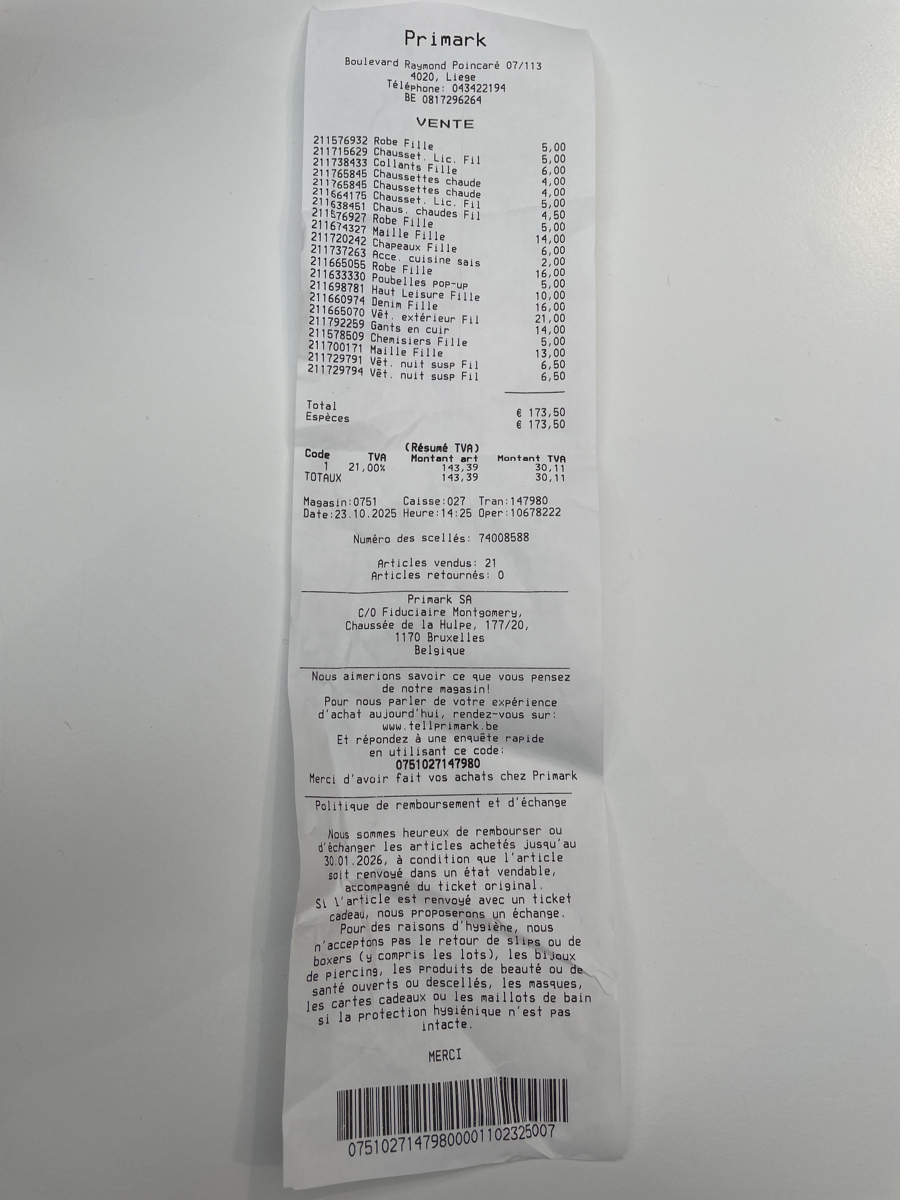 Primark
Boulevard Raymond Poincaré 07/113
4020, Liege
Téléphone: 043422194
BE 0817296264
VENTE
211576932 Robe Fille 5,00
211715629 Chausset. Lic. Fil 5,00
211738433 Collants Fille 6,00
211765845 Chaussettes chaude 4,00
211765845 Chaussettes chaude 4,00
211664175 Chausset. Lic. Fil 5,00
211638451 Chaus. chaudes Fil 4,50
211576927 Robe Fille 5,00
211674327 Maille Fille 14,00
211720242 Chapeaux Fille 6,00
211737263 Acce. cuisine sais 2,00
211665055 Robe Fille 16,00
211633330 Poubelles pop-up 5,00
211698781 Haut Leisure Fille 10,00
211660974 Denim Fille 16,00
211665070 Vêt. extérieur Fil 21,00
211792259 Gants en cuir 14,00
211578509 Chemisiers Fille 5,00
211700171 Maille Fille 13,00
211729791 Vêt. nuit susp Fil 6,50
211729794 Vêt. nuit susp Fil 6,50
Total € 173,50
Espèces € 173,50
(Résumé TVA)
Code TVA Montant art Montant TVA
1 21,00% 143,39 30,11
TOTAUX 143,39 30,11
Magasin:0751 Caisse:027 Tran:147980
Date:23.10.2025 Heure:14:25 Oper:10678222
Numéro des scellés: 74008588
Articles vendus: 21
Articles retournés: 0
Primark SA
C/O Fiduciaire Montgomery,
Chaussée de la Hulpe, 177/20,
1170 Bruxelles
Belgique
Nous aimerions savoir ce que vous pensez
de notre magasin!
Pour nous parler de votre expérience
d'achat aujourd'hui, rendez-vous sur:
www.tellprimark.be
Et répondez à une enquête rapide
en utilisant ce code:
0751027147980
Merci d'avoir fait vos achats chez Primark
Politique de remboursement et d'échange
Nous sommes heureux de rembourser ou
d'échanger les articles achetés jusqu'au
30.01.2026, à condition que l'article
soit renvoyé dans un état vendable,
accompagné du ticket original.
Si l'article est renvoyé avec un ticket
cadeau, nous proposerons un échange.
Pour des raisons d'hygiène, nous
n'acceptons pas le retour de slips ou de
boxers (y compris les lots), les bijoux
de piercing, les produits de beauté ou de
santé ouverts ou descellés, les masques,
les cartes cadeaux ou les maillots de bain
si la protection hygiénique n'est pas
intacte.
MERCI
07510271479800001102325007